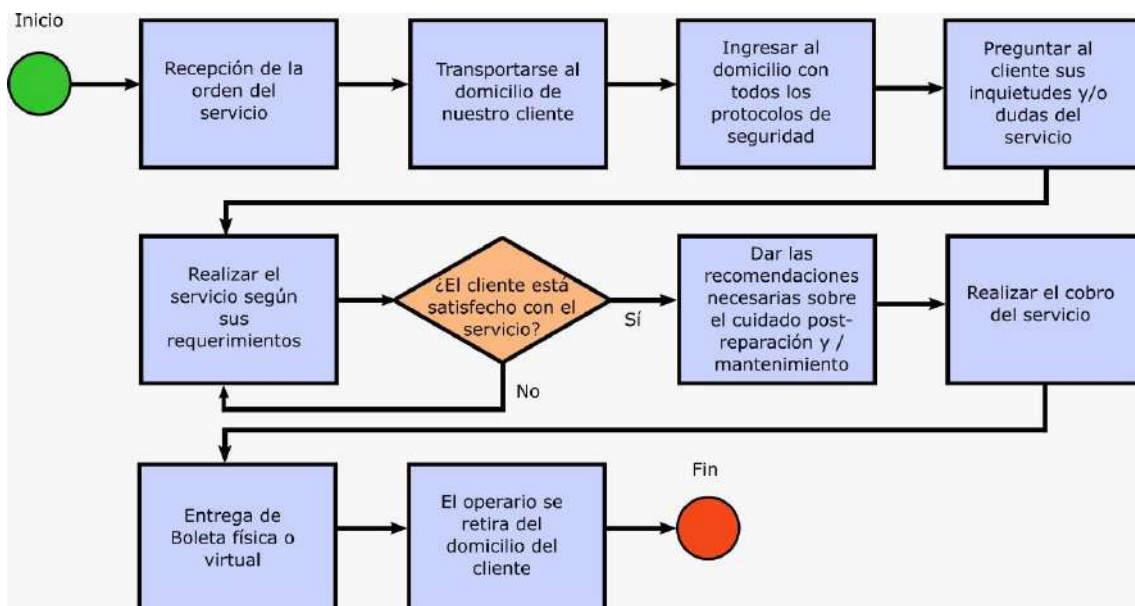 Inicio
Recepción de la
orden del
servicio
Transportarse al
domicilio de
nuestro cliente
Ingresar al
domicilio con
todos los
protocolos de
seguridad
Preguntar al
cliente sus
inquietudes y/o
dudas del
servicio
Realizar el
servicio según
sus
requerimientos
¿El cliente está
satisfecho con el
servicio?
Sí
No
Dar las
recomendaciones
necesarias sobre
el cuidado post-
reparación y /
mantenimiento
Realizar el cobro
del servicio
Entrega de
Boleta física o
virtual
El operario se
retira del
domicilio del
cliente
Fin